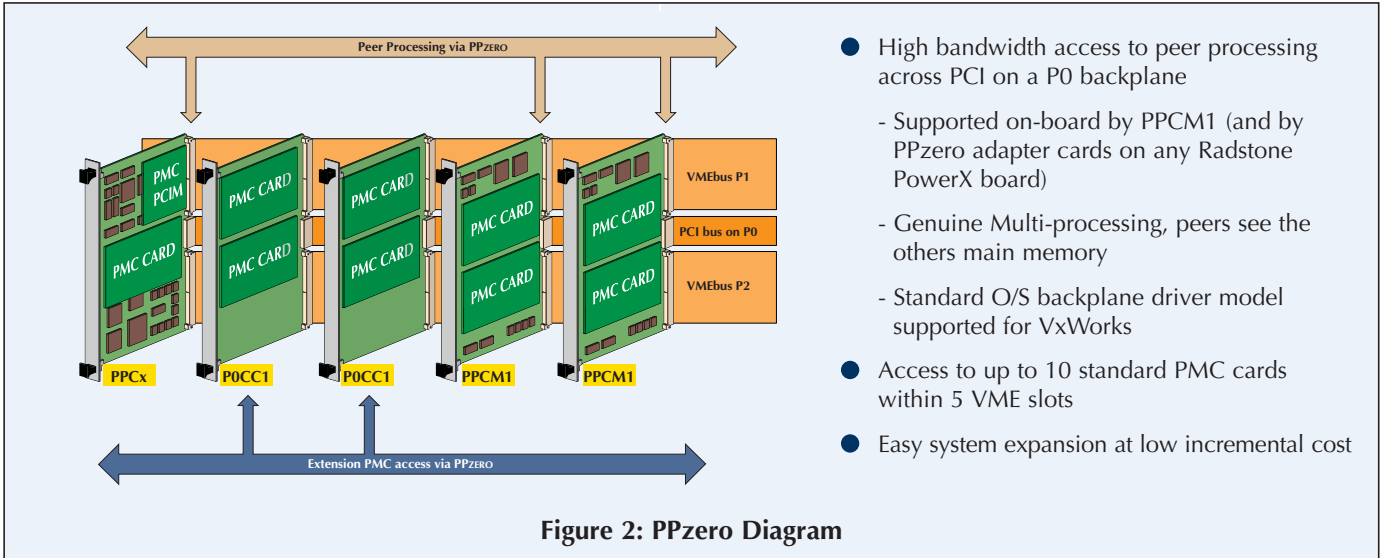 Peer Processing via PPZERO
PMC
PCIM
PMC CARD
PMC CARD
PMC CARD
PMC CARD
PMC CARD
PMC CARD
PMC CARD
PMC CARD
PMC CARD
VMEbus P1
PCI bus on P0
VMEbus P2
PPCx
P0CC1
P0CC1
PPCM1
PPCM1
Extension PMC access via PPZERO
● High bandwidth access to peer processing
across PCI on a P0 backplane
- Supported on-board by PPCM1 (and by
PPzero adapter cards on any Radstone
PowerX board)
- Genuine Multi-processing, peers see the
others main memory
- Standard O/S backplane driver model
supported for VxWorks
● Access to up to 10 standard PMC cards
within 5 VME slots
● Easy system expansion at low incremental cost
Figure 2: PPzero Diagram